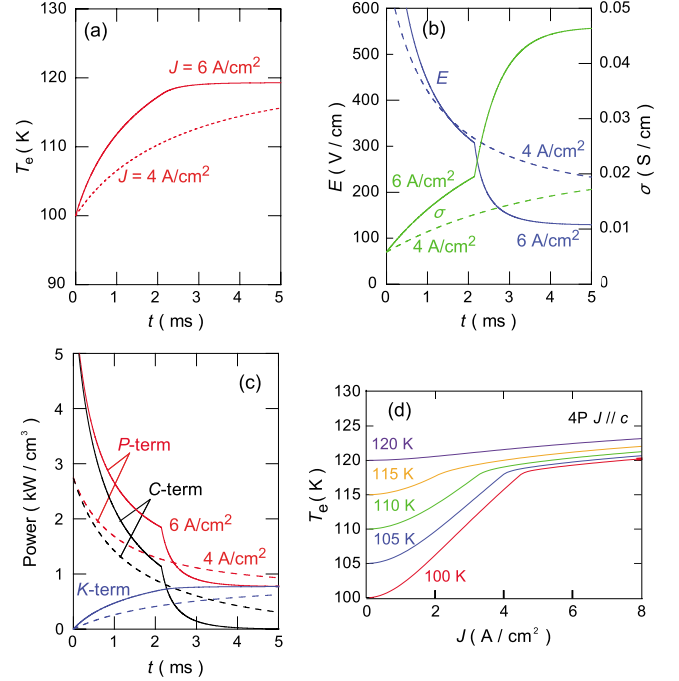 (a)
130
120
110
100
90
Te ( K )
J = 6 A/cm2
J = 4 A/cm2
0 1 2 3 4 5
t ( ms )
(b)
600
500
400
300
200
100
0
E ( V / cm )
0.05
0.04
0.03
0.02
0.01
0
σ ( S / cm )
E
4 A/cm2
6 A/cm2
σ
4 A/cm2
6 A/cm2
0 1 2 3 4 5
t ( ms )
(c)
5
4
3
2
1
0
Power ( kW / cm3 )
P-term
C-term
6 A/cm2
4 A/cm2
K-term
0 1 2 3 4 5
t ( ms )
(d)
130
125
120
115
110
105
100
Te ( K )
4P J // c
120 K
115 K
110 K
105 K
100 K
0 2 4 6 8
J ( A / cm2 )